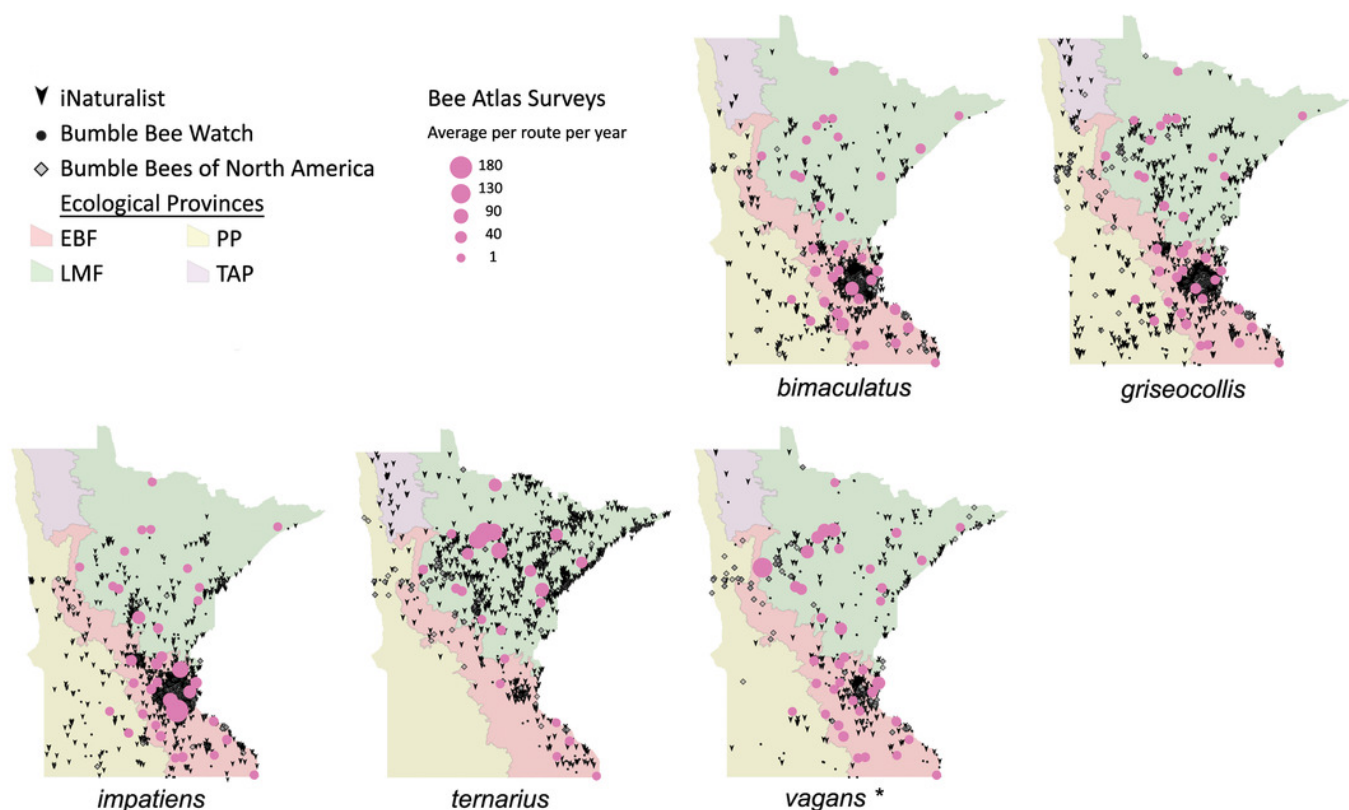 iNaturalist
Bumble Bee Watch
Bumble Bees of North America
Ecological Provinces
EBF PP
LMF TAP
Bee Atlas Surveys
Average per route per year
180
130
90
40
1
bimaculatus
griseocollis
impatiens
ternarius
vagans *